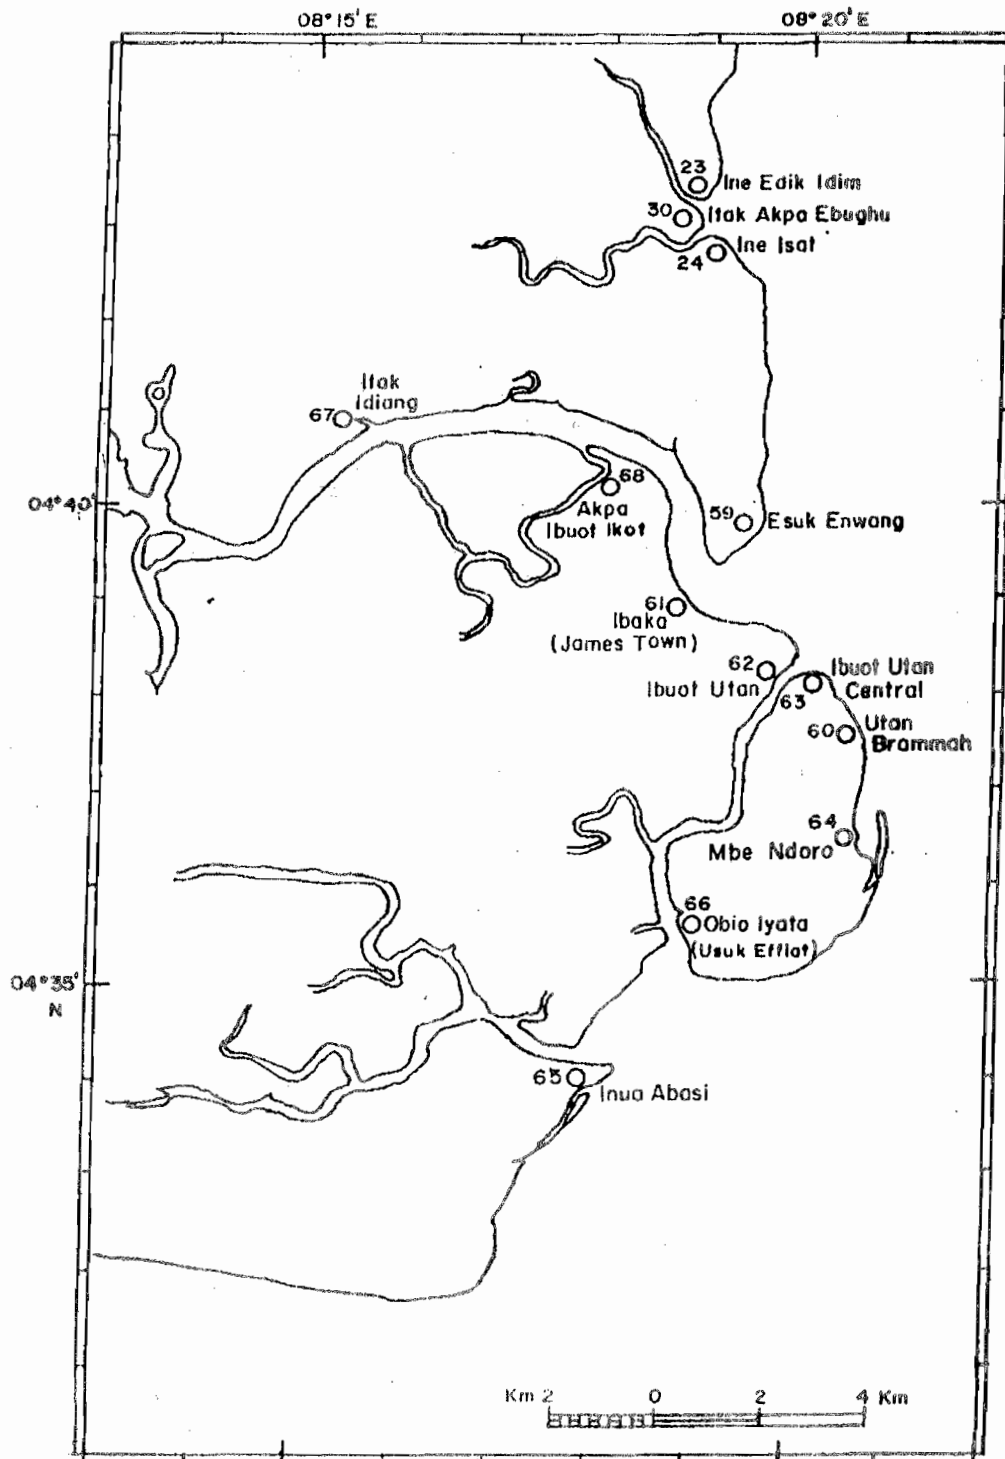 08°15' E
08°20' E
23
Ine Edik Idim
30
Itak Akpa Ebughu
24
Ine Isat
Itak
Idiang
67
68
Akpa
Ibuot Ikot
04°40'
59
Esuk Enwang
61
Ibaka
(James Town)
62
Ibuot Utan
63
Ibuot Utan
Central
60
Utan
Brammah
64
Mbe Ndoro
66
Obio Iyata
(Usuk Effiat)
04°35'
N
65
Inua Abasi
Km 2 0 2 4 Km